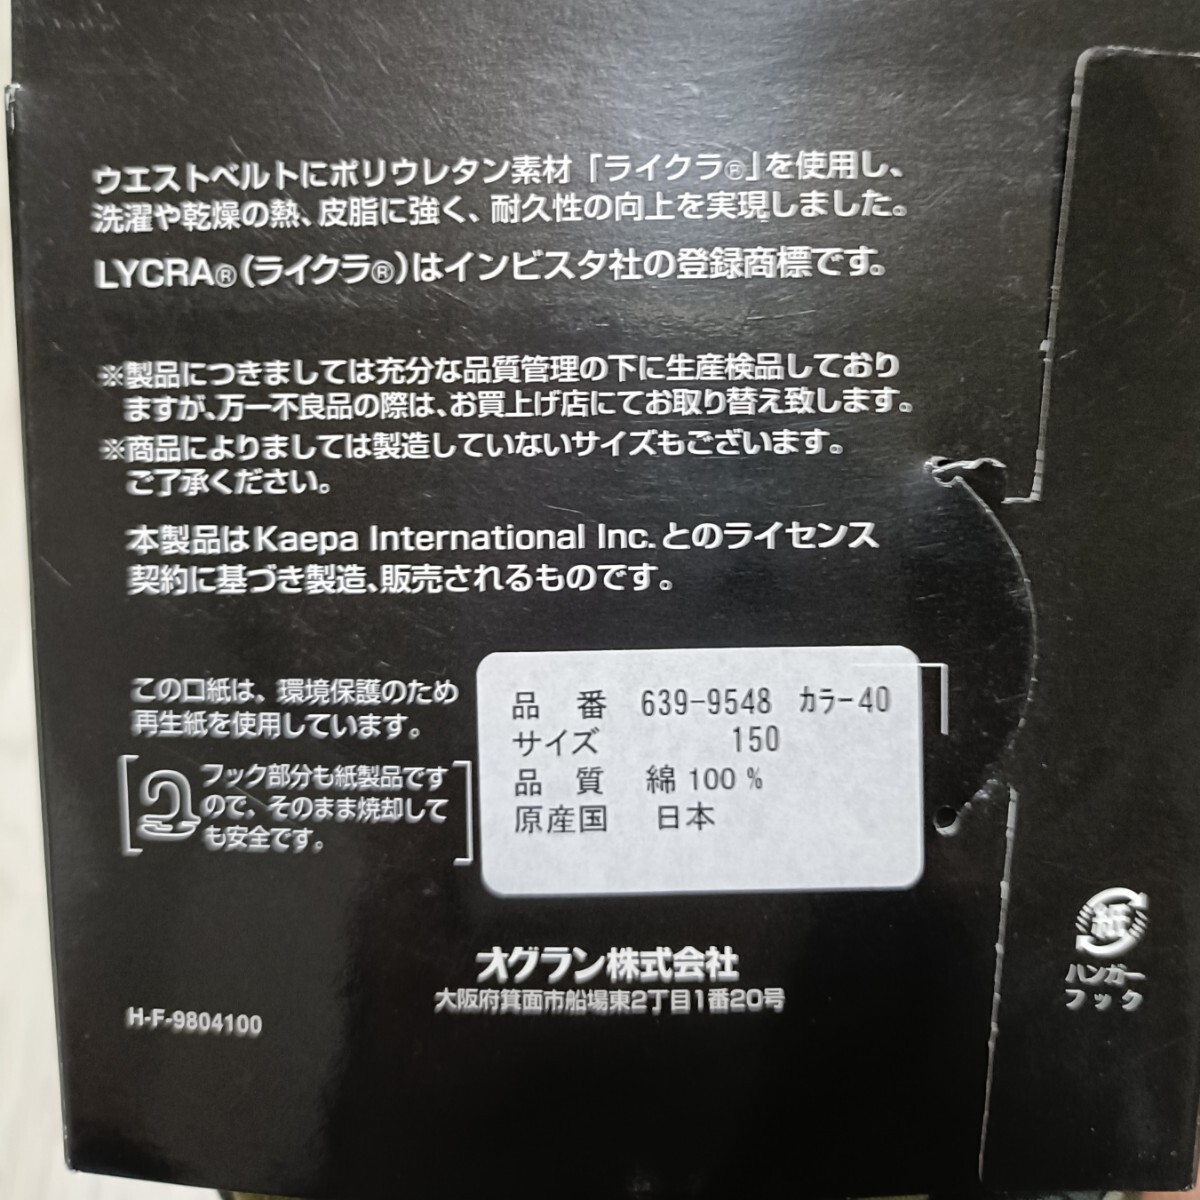 ウエストベルトにポリウレタン素材「ライクラ®」を使用し、
洗濯や乾燥の熱、皮脂に強く、耐久性の向上を実現しました。
LYCRA®(ライクラ®)はインビスタ社の登録商標です。
※製品につきましては充分な品質管理の下に生産検品しており
ますが、万一不良品の際は、お買上げ店にてお取り替え致します。
※商品によりましては製造していないサイズもございます。
ご了承ください。
本製品はKaepa International Inc.とのライセンス
契約に基づき製造、販売されるものです。
この口紙は、環境保護のため
再生紙を使用しています。
フック部分も紙製品です
ので、そのまま焼却して
も安全です。
品 番 639-9548 カラー40
サイズ 150
品 質 綿100%
原産国 日本
オグラン株式会社
大阪府箕面市船場東2丁目1番20号
H-F-9804100
紙
ハンガー
フック